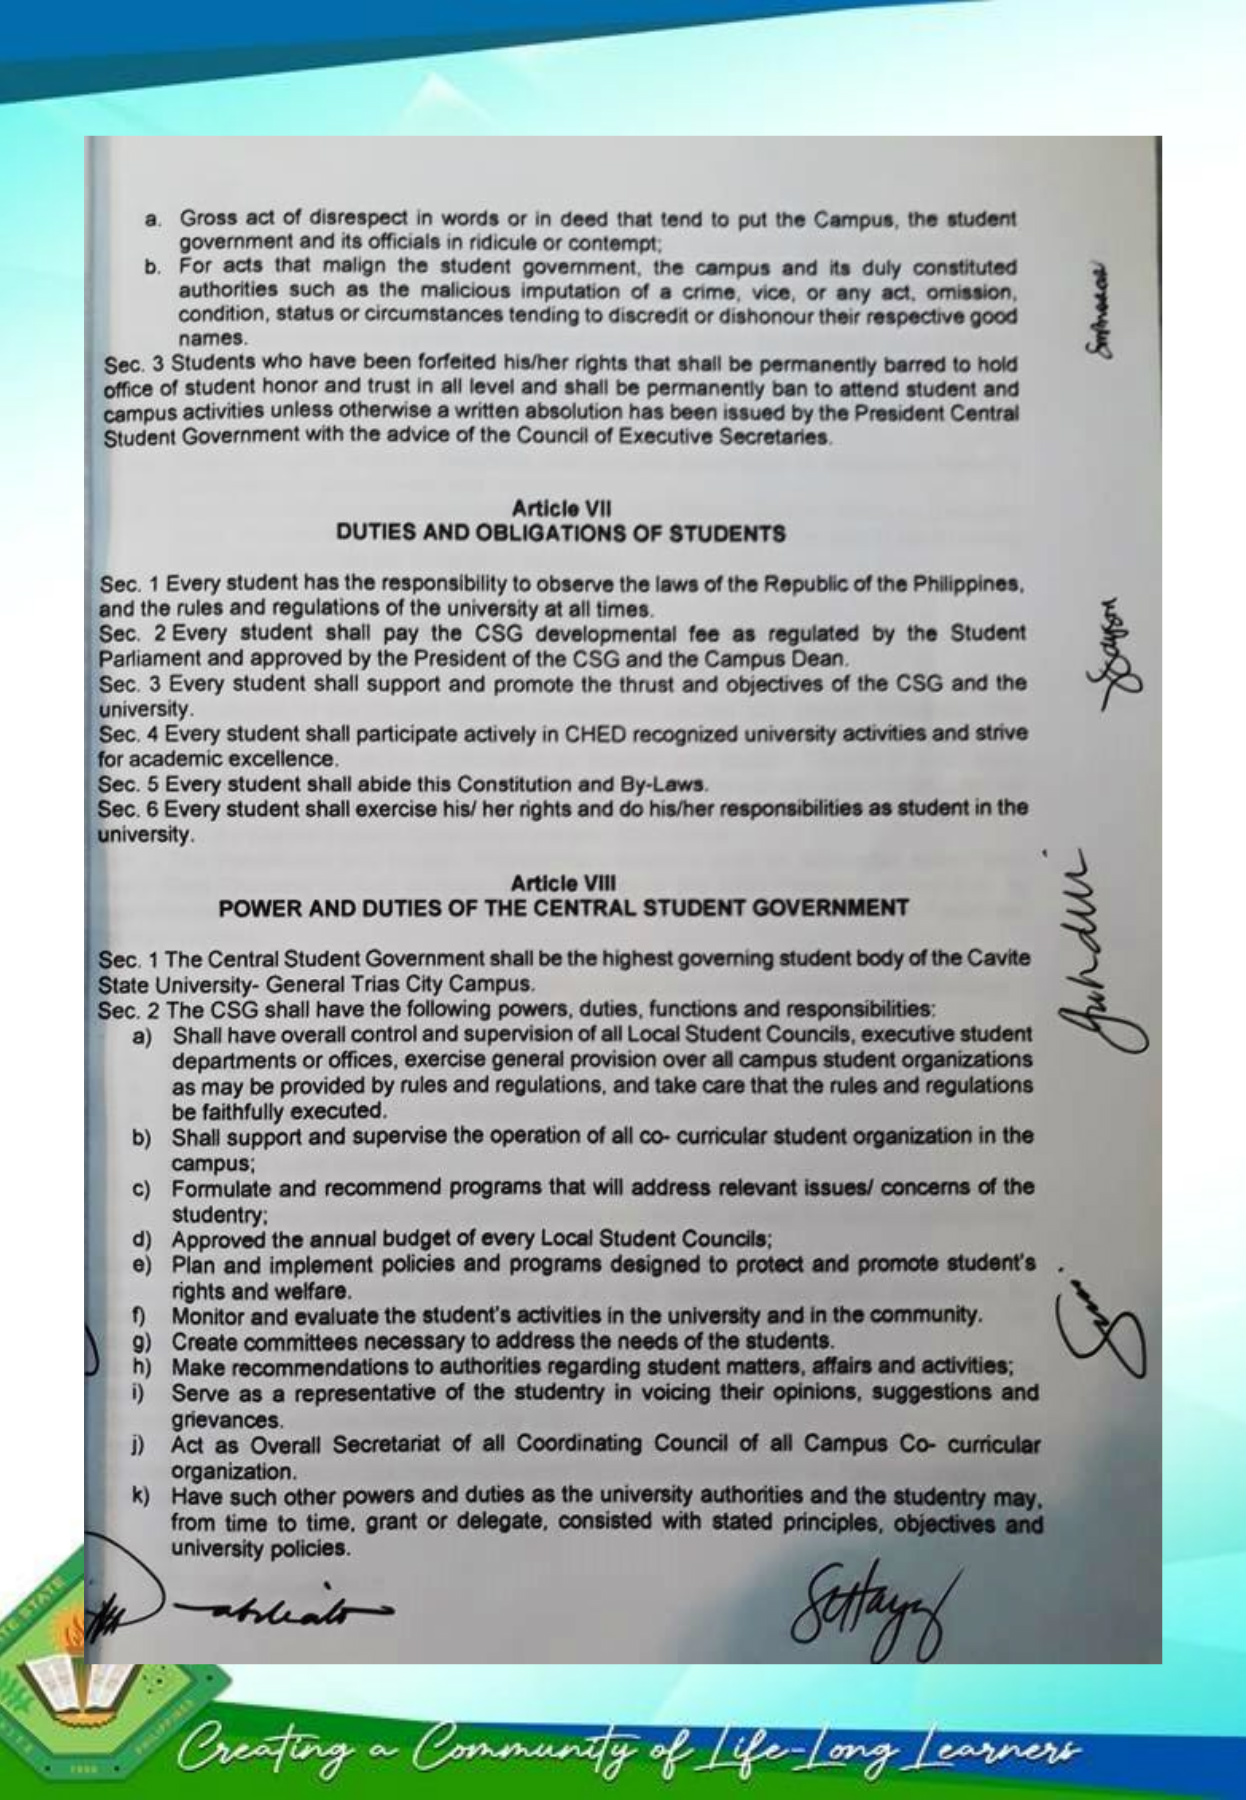 a. Gross act of disrespect in words or in deed that tend to put the Campus, the student
government and its officials in ridicule or contempt;
b. For acts that malign the student government, the campus and its duly constituted
authorities such as the malicious imputation of a crime, vice, or any act, omission,
condition, status or circumstances tending to discredit or dishonour their respective good
names.
Sec. 3 Students who have been forfeited his/her rights that shall be permanently barred to hold
office of student honor and trust in all level and shall be permanently ban to attend student and
campus activities unless otherwise a written absolution has been issued by the President Central
Student Government with the advice of the Council of Executive Secretaries.
Article VII
DUTIES AND OBLIGATIONS OF STUDENTS
Sec. 1 Every student has the responsibility to observe the laws of the Republic of the Philippines,
and the rules and regulations of the university at all times.
Sec. 2 Every student shall pay the CSG developmental fee as regulated by the Student
Parliament and approved by the President of the CSG and the Campus Dean.
Sec. 3 Every student shall support and promote the thrust and objectives of the CSG and the
university.
Sec. 4 Every student shall participate actively in CHED recognized university activities and strive
for academic excellence.
Sec. 5 Every student shall abide this Constitution and By-Laws.
Sec. 6 Every student shall exercise his/ her rights and do his/her responsibilities as student in the
university.
Article VIII
POWER AND DUTIES OF THE CENTRAL STUDENT GOVERNMENT
Sec. 1 The Central Student Government shall be the highest governing student body of the Cavite
State University- General Trias City Campus.
Sec. 2 The CSG shall have the following powers, duties, functions and responsibilities:
a) Shall have overall control and supervision of all Local Student Councils, executive student
departments or offices, exercise general provision over all campus student organizations
as may be provided by rules and regulations, and take care that the rules and regulations
be faithfully executed.
b) Shall support and supervise the operation of all co- curricular student organization in the
campus;
c) Formulate and recommend programs that will address relevant issues/ concerns of the
studentry;
d) Approved the annual budget of every Local Student Councils;
e) Plan and implement policies and programs designed to protect and promote student's
rights and welfare.
f) Monitor and evaluate the student's activities in the university and in the community.
g) Create committees necessary to address the needs of the students.
h) Make recommendations to authorities regarding student matters, affairs and activities;
i) Serve as a representative of the studentry in voicing their opinions, suggestions and
grievances.
j) Act as Overall Secretariat of all Coordinating Council of all Campus Co- curricular
organization.
k) Have such other powers and duties as the university authorities and the studentry may,
from time to time, grant or delegate, consisted with stated principles, objectives and
university policies.
Creating a Community of Life-Long Learners